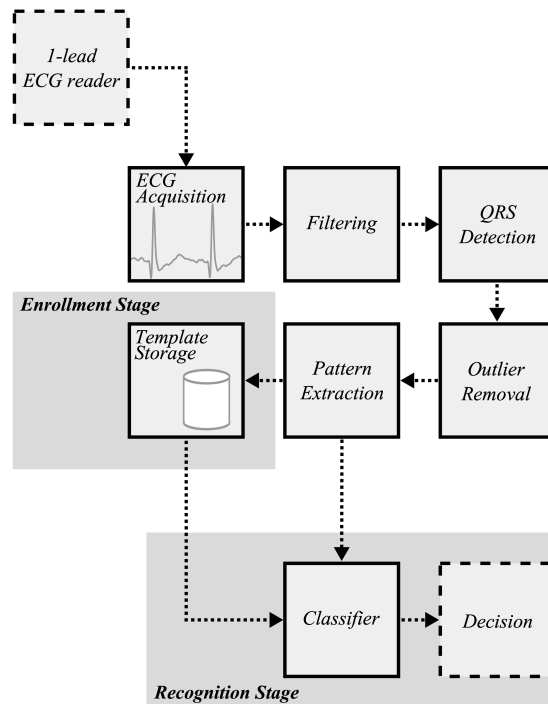 1-lead
ECG reader
ECG
Acquisition
Filtering
QRS
Detection
Enrollment Stage
Template
Storage
Pattern
Extraction
Outlier
Removal
Classifier
Decision
Recognition Stage